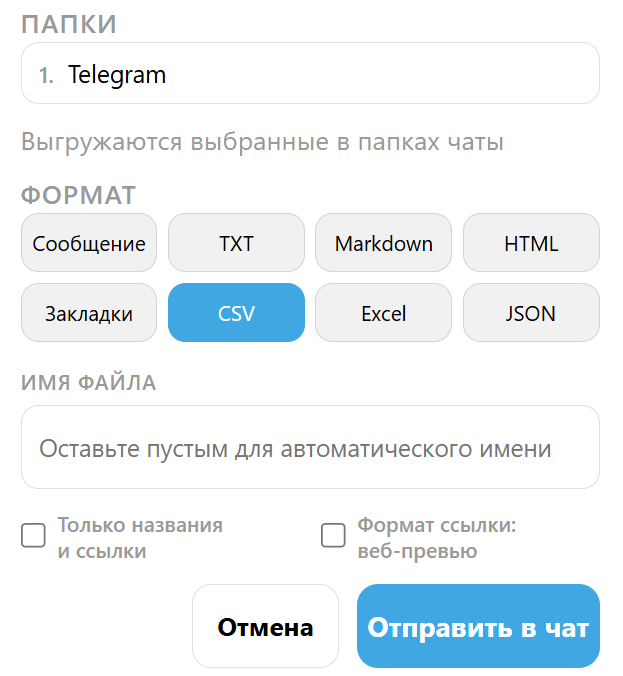 ПАПКИ
1. Telegram
Выгружаются выбранные в папках чаты
ФОРМАТ
Сообщение TXT Markdown HTML
Закладки CSV Excel JSON
ИМЯ ФАЙЛА
Оставьте пустым для автоматического имени
Только названия
и ссылки
Формат ссылки:
веб-превью
Отмена Отправить в чат